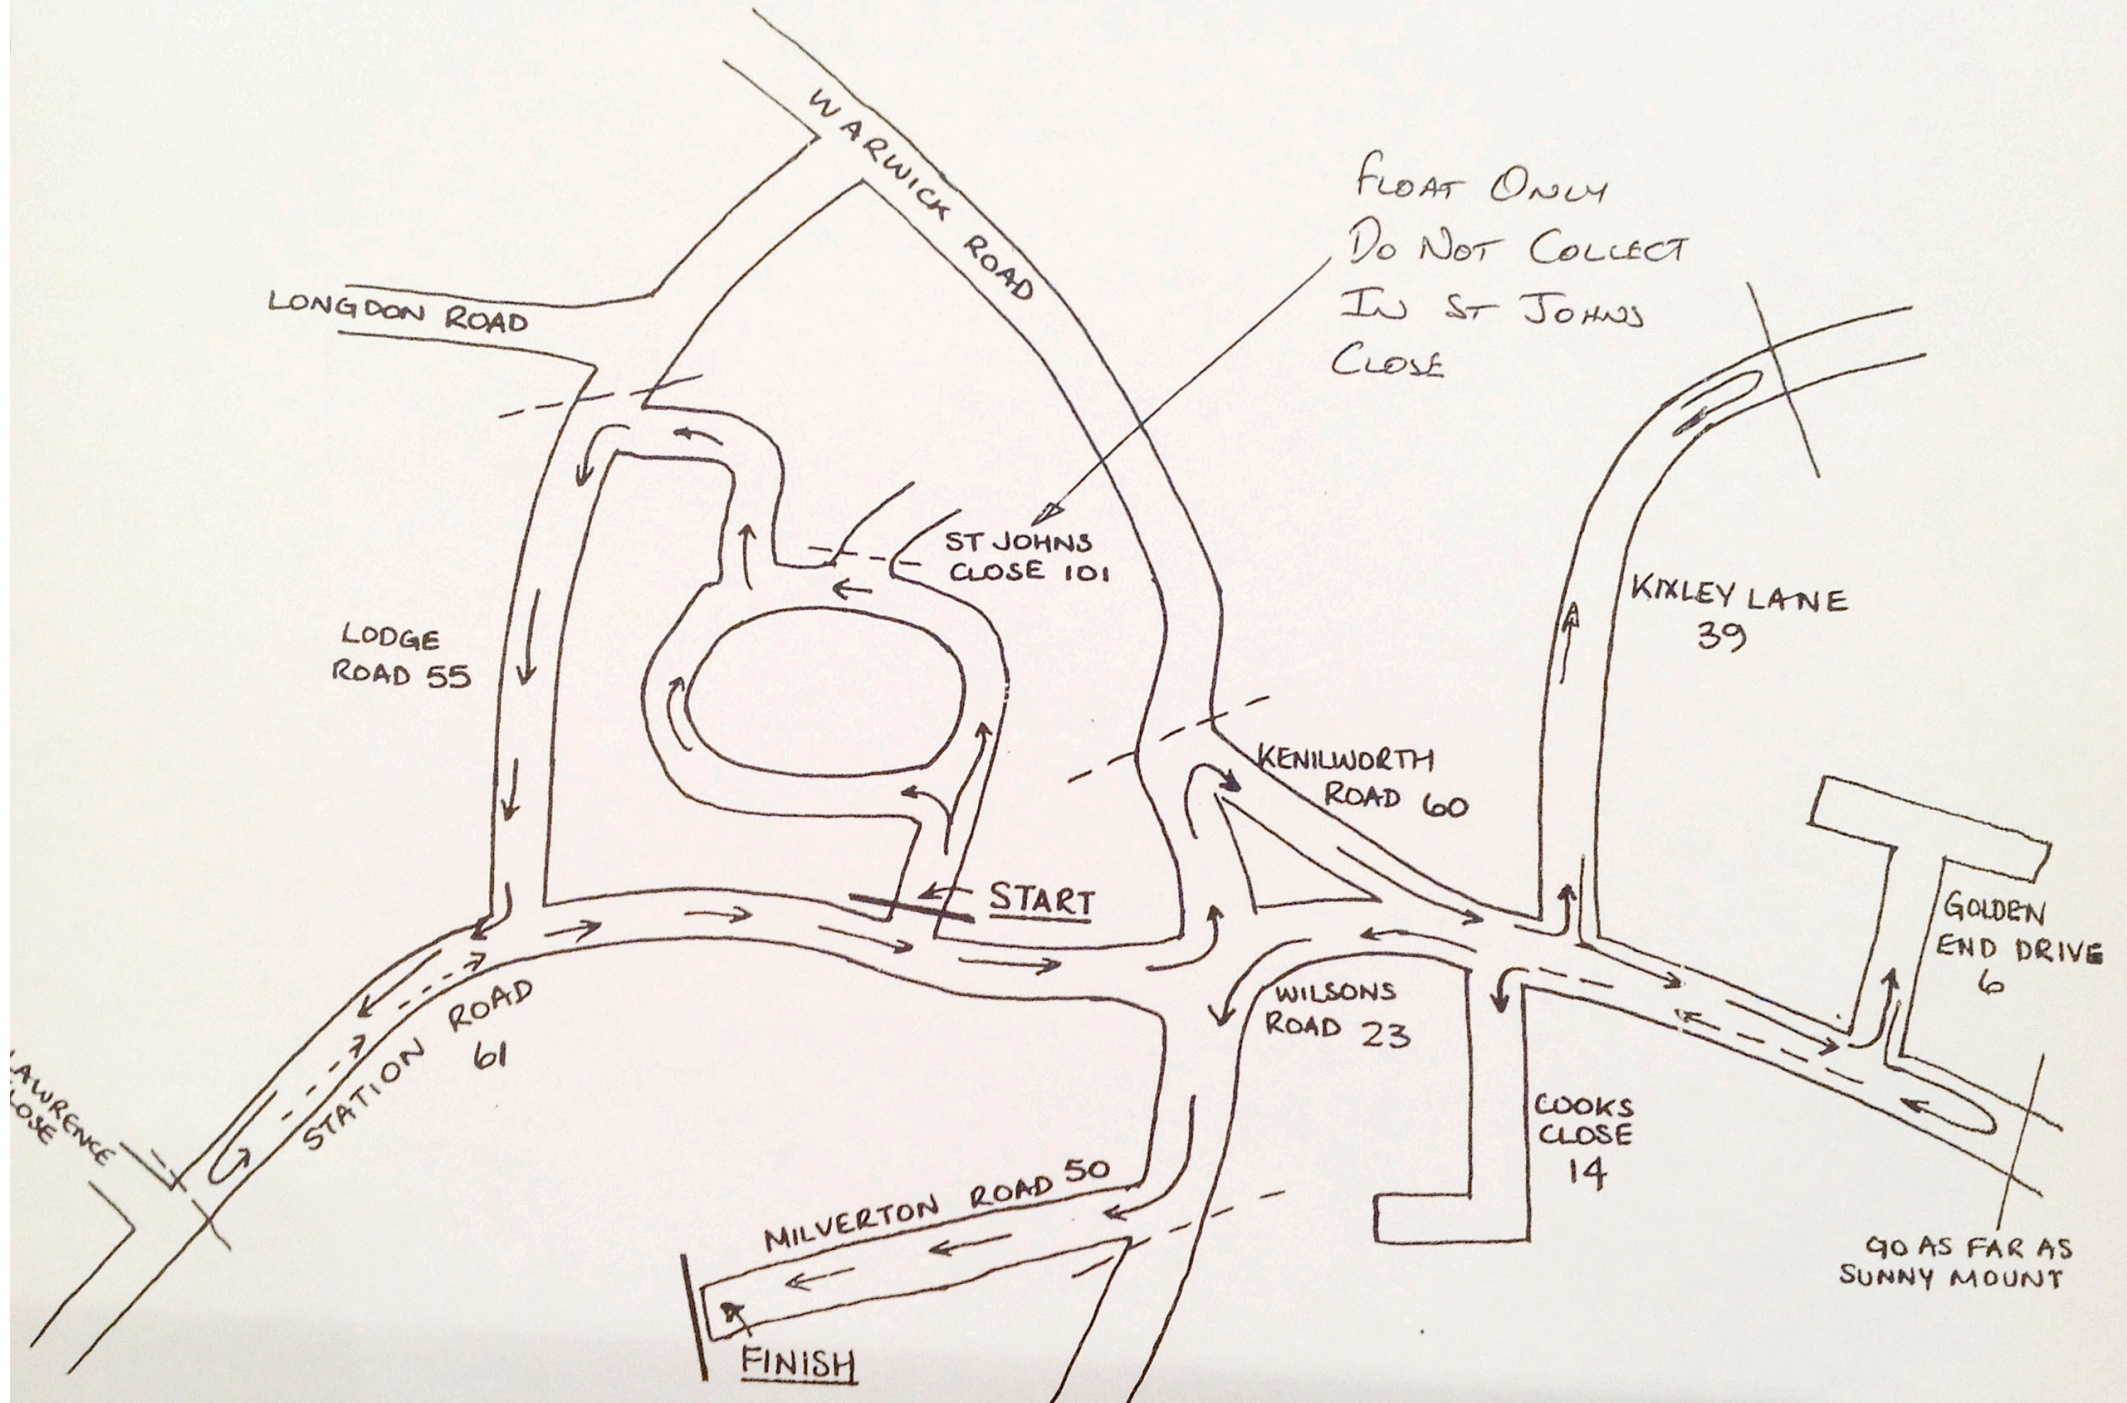 WARWICK ROAD
FLOAT ONLY
DO NOT COLLECT
IN ST JOHNS
CLOSE
LONGDON ROAD
ST JOHNS
CLOSE 101
KIXLEY LANE
39
LODGE
ROAD 55
KENILWORTH
ROAD 60
START
GOLDEN
END DRIVE
6
WILSONS
ROAD 23
STATION ROAD
61
LAWRENCE
LOSE
COOKS
CLOSE
14
MILVERTON ROAD 50
GO AS FAR AS
SUNNY MOUNT
FINISH